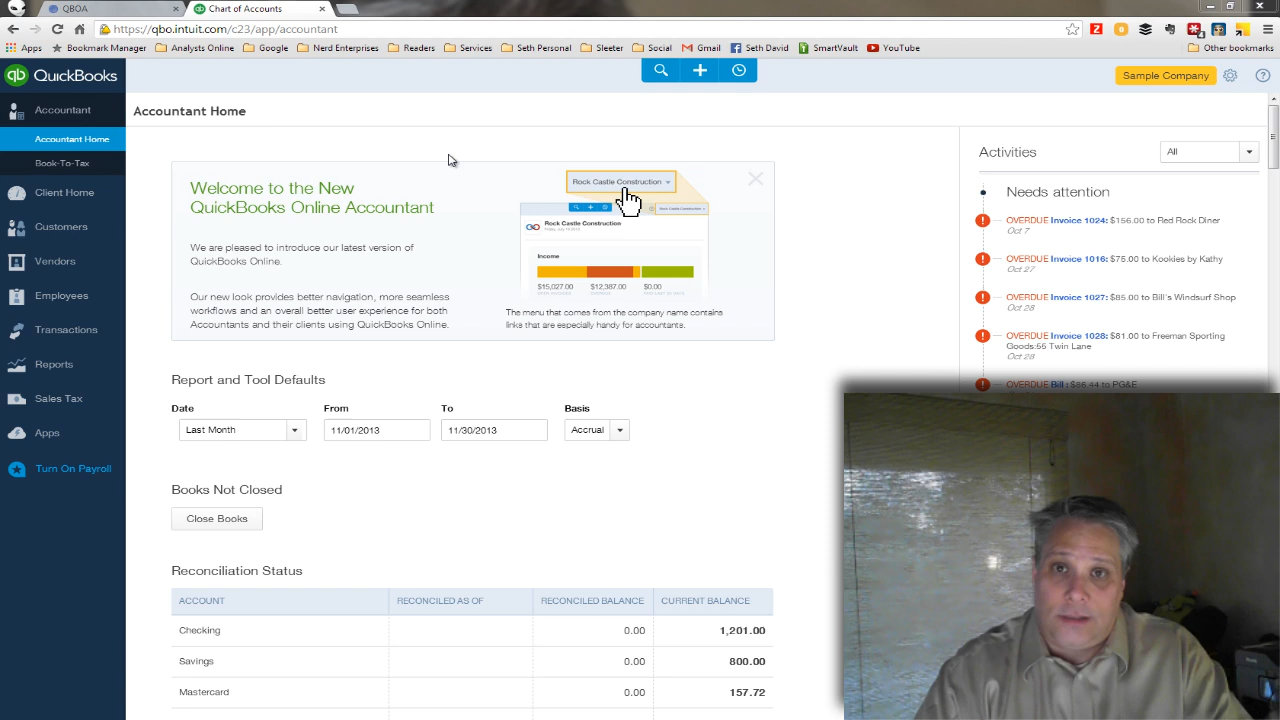 QBOA
Chart of Accounts
https://qbo.intuit.com/c23/app/accountant
Apps
Bookmark Manager
Analysts Online
Google
Nerd Enterprises
Readers
Services
Seth Personal
Sleeter
Social
Gmail
Seth David
SmartVault
YouTube
Other bookmarks
qb QuickBooks
Sample Company
Accountant
Accountant Home
Book-To-Tax
Client Home
Customers
Vendors
Employees
Transactions
Reports
Sales Tax
Apps
Turn On Payroll
Accountant Home
Welcome to the New
QuickBooks Online Accountant
We are pleased to introduce our latest version of
QuickBooks Online.
Our new look provides better navigation, more seamless
workflows and an overall better user experience for both
Accountants and their clients using QuickBooks Online.
Rock Castle Construction
Rock Castle Construction
Rock Castle Construction
Income
$15,027.00
$12,387.00
$0.00
The menu that comes from the company name contains
links that are especially handy for accountants.
Report and Tool Defaults
Date From To Basis
Last Month 11/01/2013 11/30/2013 Accrual
Books Not Closed
Close Books
Reconciliation Status
ACCOUNT RECONCILED AS OF RECONCILED BALANCE CURRENT BALANCE
Checking 0.00 1,201.00
Savings 0.00 800.00
Mastercard 0.00 157.72
Activities
All
Needs attention
OVERDUE Invoice 1024: $156.00 to Red Rock Diner
Oct 7
OVERDUE Invoice 1016: $75.00 to Kookies by Kathy
Oct 27
OVERDUE Invoice 1027: $85.00 to Bill's Windsurf Shop
Oct 28
OVERDUE Invoice 1028: $81.00 to Freeman Sporting
Goods:55 Twin Lane
Oct 28
OVERDUE Bill : $86.44 to PG&E